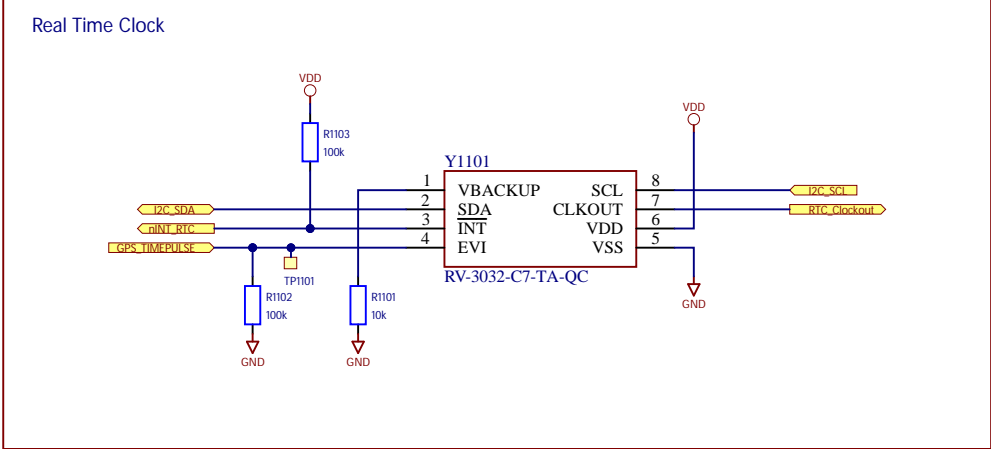 Real Time Clock
VDD
R1103
100k
VDD
Y1101
1 VBACKUP SCL 8
I2C_SCL
I2C_SDA
2 SDA CLKOUT 7
RTC_Clockout
nINT_RTC
3 INT VDD 6
GPS_TIMEPULSE
4 EVI VSS 5
TP1101
RV-3032-C7-TA-QC
R1102
100k
R1101
10k
GND
GND
GND